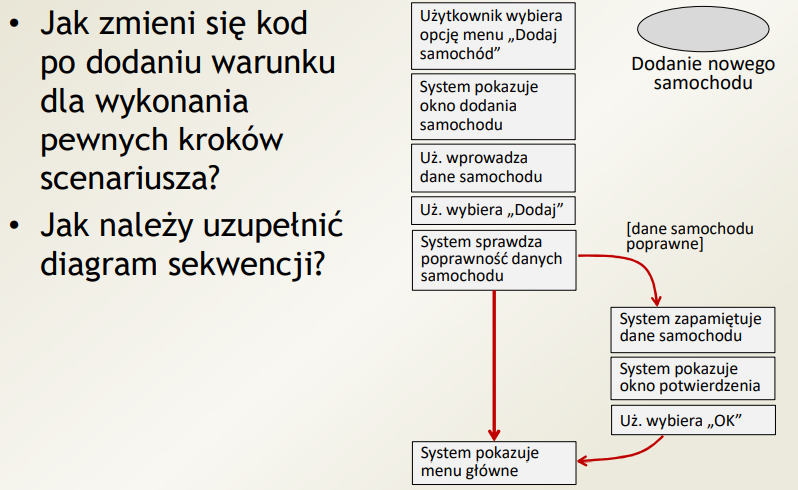 • Jak zmieni się kod
po dodaniu warunku
dla wykonania
pewnych kroków
scenariusza?
• Jak należy uzupełnić
diagram sekwencji?
Użytkownik wybiera
opcję menu „Dodaj
samochód”
System pokazuje
okno dodania
samochodu
Uż. wprowadza
dane samochodu
Uż. wybiera „Dodaj”
System sprawdza
poprawność danych
samochodu
Dodanie nowego
samochodu
[dane samochodu
poprawne]
System zapamiętuje
dane samochodu
System pokazuje
okno potwierdzenia
Uż. wybiera „OK”
System pokazuje
menu główne